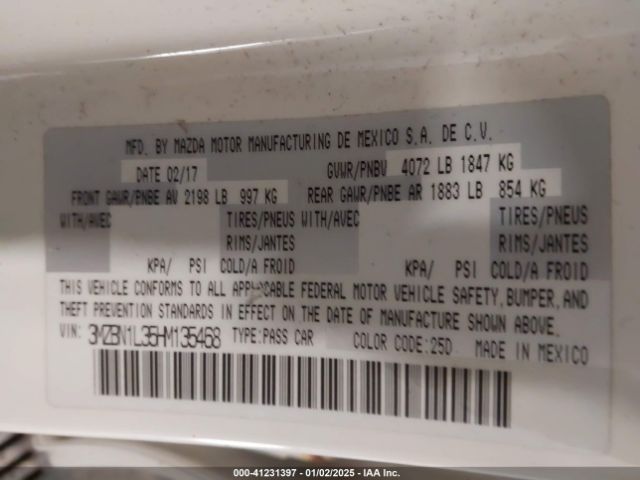 MFD. BY MAZDA MOTOR MANUFACTURING DE MEXICO S.A. DE C.V.
DATE 02/17 GVWR/PNBV 4072 LB 1847 KG
FRONT GAWR/PNBE AV 2198 LB 997 KG REAR GAWR/PNBE AR 1883 LB 854 KG
WITH/AVEC TIRES/PNEUS WITH/AVEC TIRES/PNEUS
RIMS/JANTES RIMS/JANTES
KPA/ PSI COLD/A FROID KPA/ PSI COLD/A FROID
THIS VEHICLE CONFORMS TO ALL APPLICABLE FEDERAL MOTOR VEHICLE SAFETY, BUMPER, AND
THEFT PREVENTION STANDARDS IN EFFECT ON THE DATE OF MANUFACTURE SHOWN ABOVE.
VIN: 3MZBN1L35HM135468 TYPE: PASS CAR COLOR CODE: 25D MADE IN MEXICO
000-41231397 - 01/02/2025 - IAA Inc.